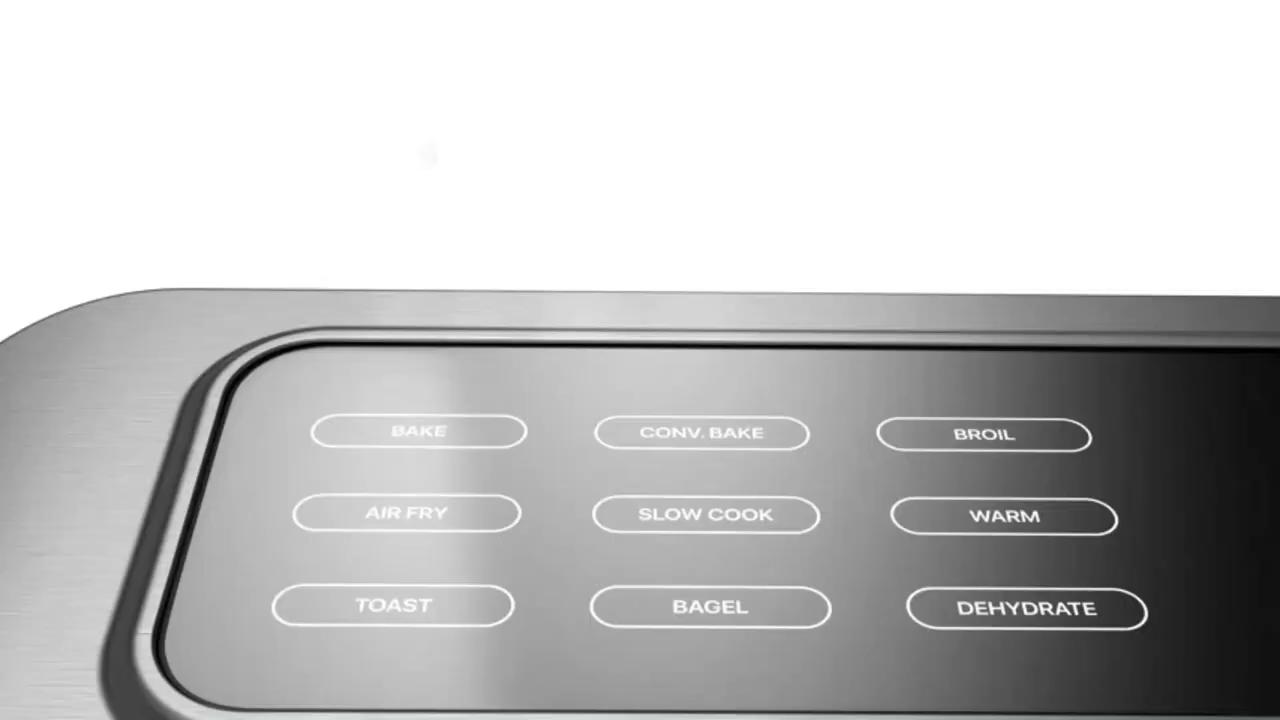 BAKE CONV. BAKE BROIL
AIR FRY SLOW COOK WARM
TOAST BAGEL DEHYDRATE